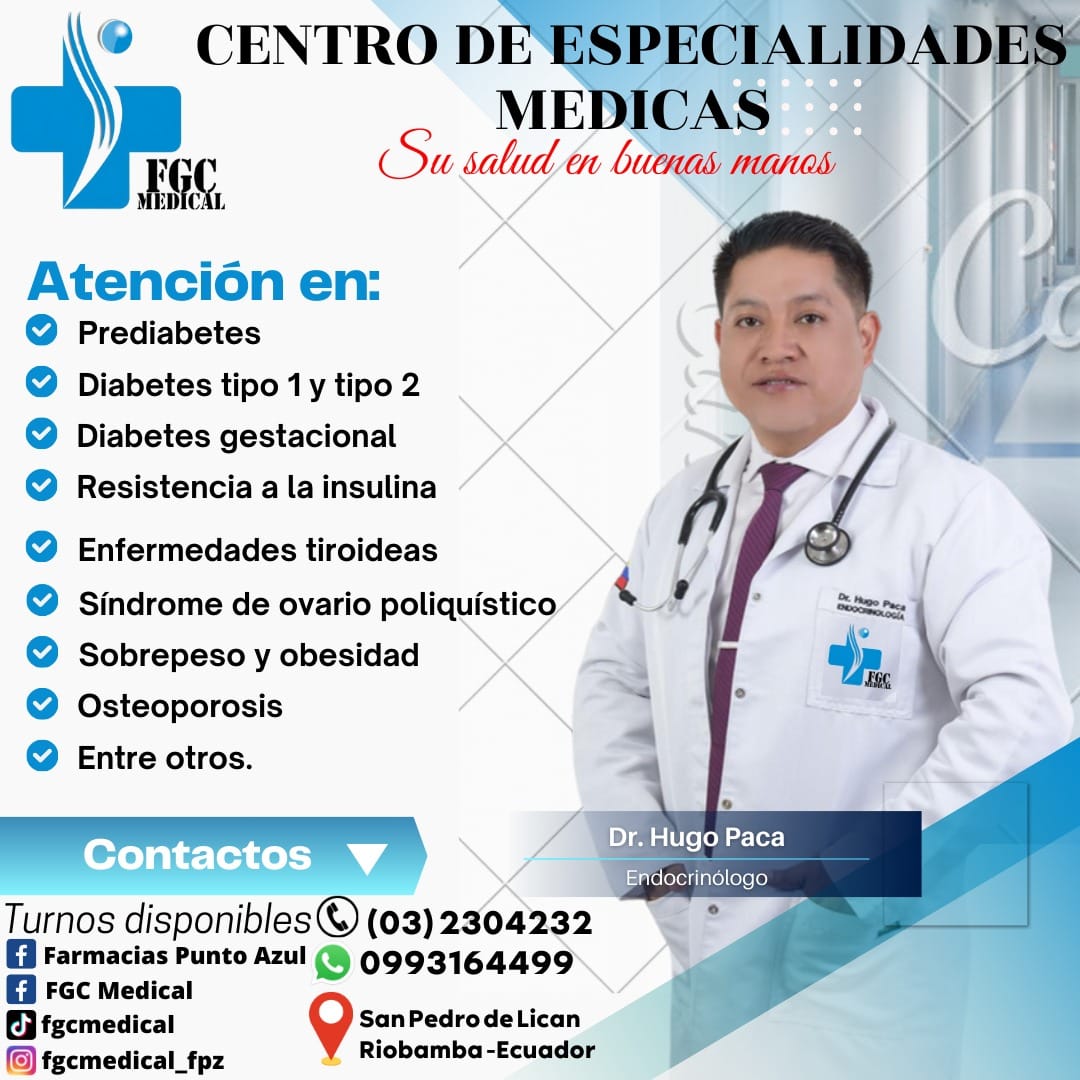 CENTRO DE ESPECIALIDADES
MEDICAS
Su salud en buenas manos
FGC
MEDICAL
Atención en:
Prediabetes
Diabetes tipo 1 y tipo 2
Diabetes gestacional
Resistencia a la insulina
Enfermedades tiroideas
Síndrome de ovario poliquístico
Sobrepeso y obesidad
Osteoporosis
Entre otros.
Dr. Hugo Paca
ENDOCRINOLOGÍA
FGC
MEDICAL
Dr. Hugo Paca
Endocrinólogo
Contactos
Turnos disponibles (03) 2304232
Farmacias Punto Azul
0993164499
FGC Medical
fgcmedical
fgcmedical_fpz
San Pedro de Lican
Riobamba -Ecuador